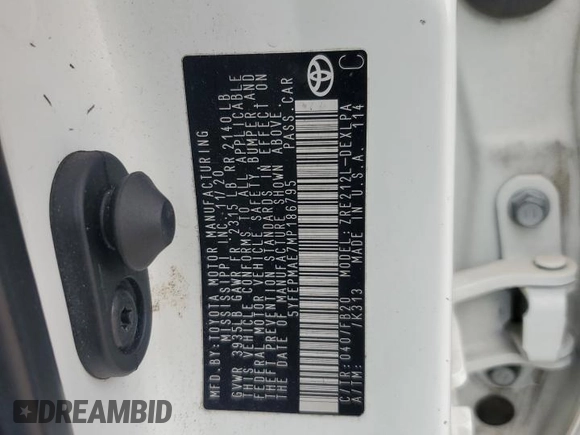 MFD.BY:TOYOTA MOTOR MANUFACTURING
MISSISSIPPI INC. 11/20
GVWR 3935LB GAWR FR 2315 LB RR 2140 LB
THIS VEHICLE CONFORMS TO ALL APPLICABLE
FEDERAL MOTOR VEHICLE SAFETY, BUMPER AND
THEFT PREVENTION STANDARDS IN EFFECT ON
THE DATE OF MANUFACTURE SHOWN ABOVE.
5YFEPMAE7MP186795 PASS.CAR
C/TR:040/FB20 MODEL: ZRE212L-DEXLPA
A/TM: /K313 MADE IN U.S.A. 114
C
DREAMBID